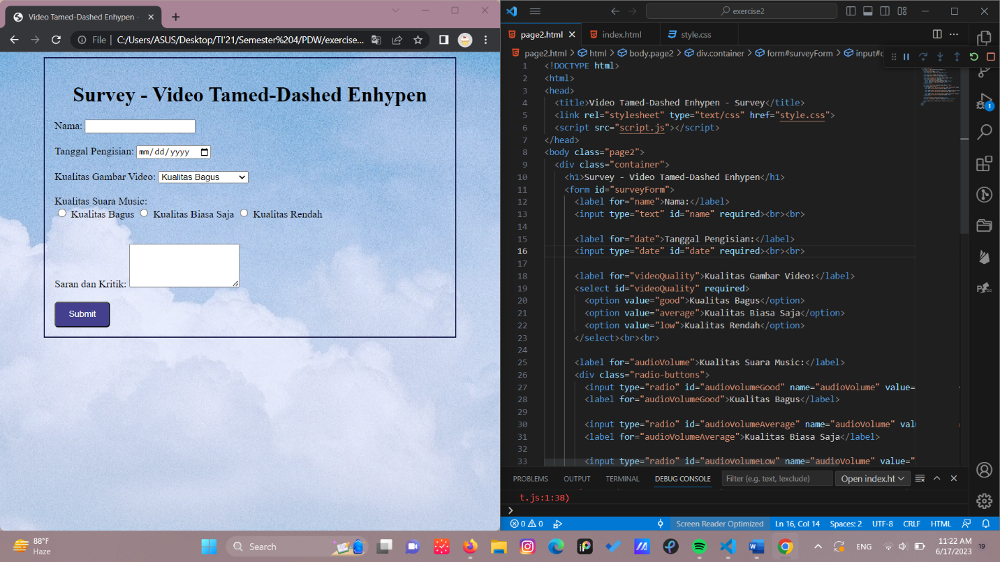 Video Tamed-Dashed Enhypen -
File | C:/Users/ASUS/Desktop/TI'21/Semester%204/PDW/exercise...
Survey - Video Tamed-Dashed Enhypen
Nama:
Tanggal Pengisian: mm/dd/yyyy
Kualitas Gambar Video: Kualitas Bagus
Kualitas Suara Music:
Kualitas Bagus Kualitas Biasa Saja Kualitas Rendah
Saran dan Kritik:
Submit
exercise2
page2.html index.html style.css
page2.html > html > body.page2 > div.container > form#surveyForm >
1 <!DOCTYPE html>
2 <html>
3 <head>
4 <title>Video Tamed-Dashed Enhypen - Survey</title>
5 <link rel="stylesheet" type="text/css" href="style.css">
6 <script src="script.js"></script>
7 </head>
8 <body class="page2">
9 <div class="container">
10 <h1>Survey - Video Tamed-Dashed Enhypen</h1>
11 <form id="surveyForm">
12 <label for="name">Nama:</label>
13 <input type="text" id="name" required><br><br>
14
15 <label for="date">Tanggal Pengisian:</label>
16 <input type="date" id="date" required><br><br>
17
18 <label for="videoQuality">Kualitas Gambar Video:</label>
19 <select id="videoQuality" required>
20 <option value="good">Kualitas Bagus</option>
21 <option value="average">Kualitas Biasa Saja</option>
22 <option value="low">Kualitas Rendah</option>
23 </select><br><br>
24
25 <label for="audioVolume">Kualitas Suara Music:</label>
26 <div class="radio-buttons">
27 <input type="radio" id="audioVolumeGood" name="audioVolume" value=
28 <label for="audioVolumeGood">Kualitas Bagus</label>
29
30 <input type="radio" id="audioVolumeAverage" name="audioVolume" val
31 <label for="audioVolumeAverage">Kualitas Biasa Saja</label>
32
33 <input type="radio" id="audioVolumeLow" name="audioVolume" value="
PROBLEMS OUTPUT TERMINAL DEBUG CONSOLE Filter (e.g. text, !exclude) Open index.ht
t.js:1:38)
0 0 Screen Reader Optimized Ln 16, Col 14 Spaces: 2 UTF-8 CRLF HTML
88°F
Haze
Search
ENG
11:22 AM
6/17/2023
19